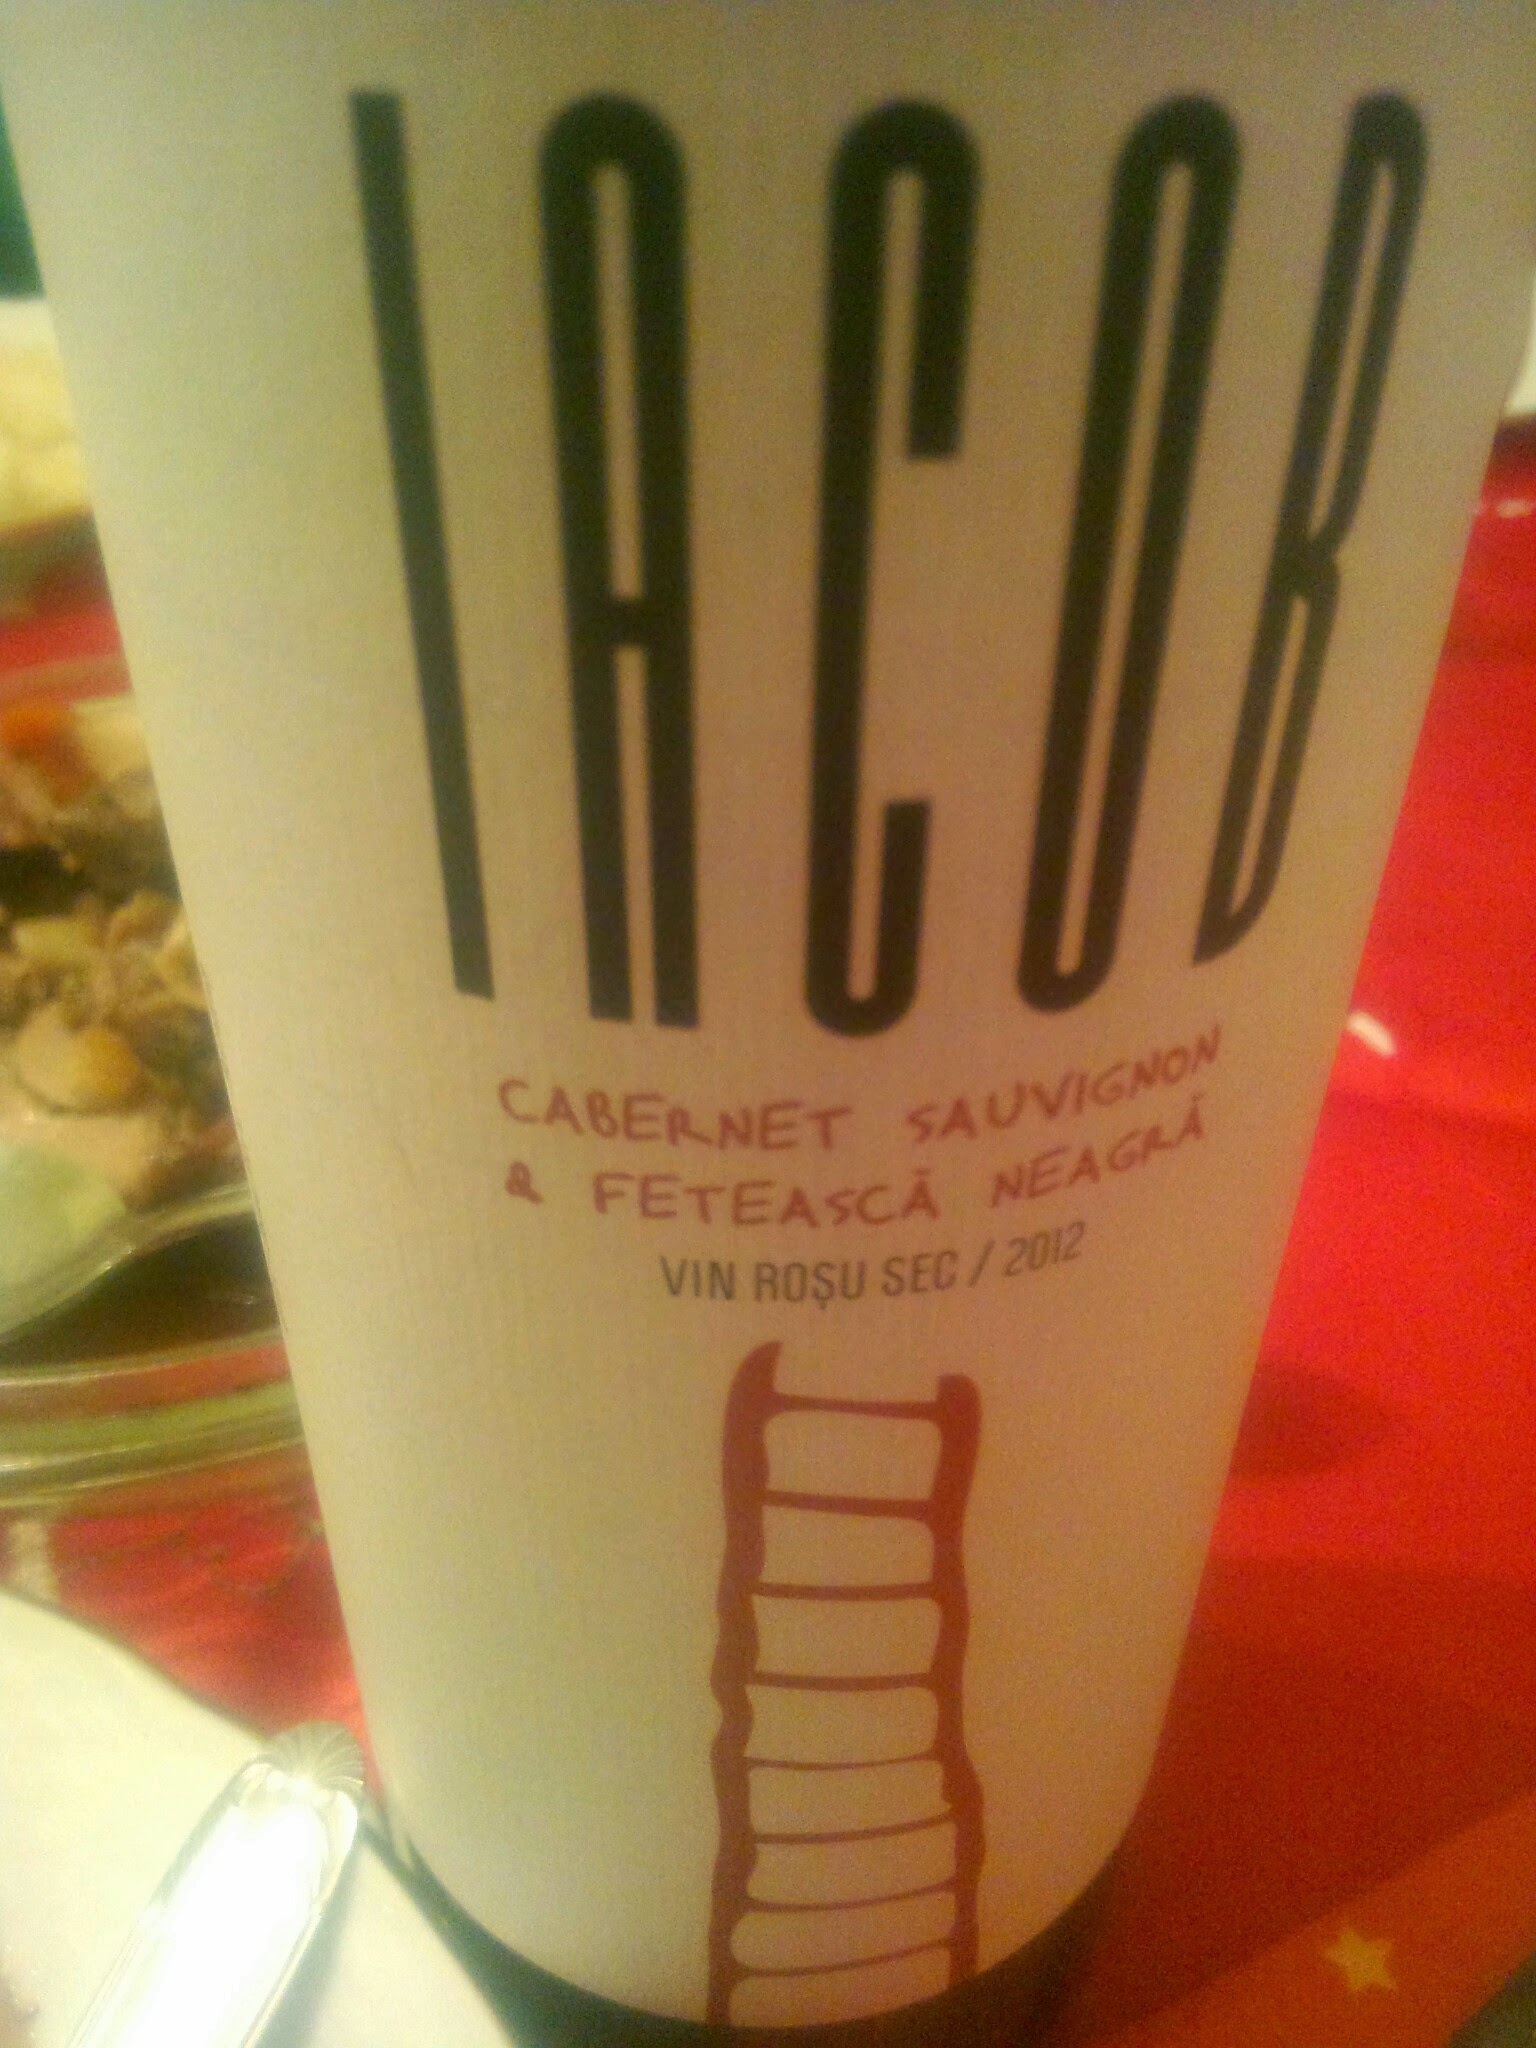 IACOB
CABERNET SAUVIGNON
& FETEASCĂ NEAGRĂ
VIN ROȘU SEC / 2012